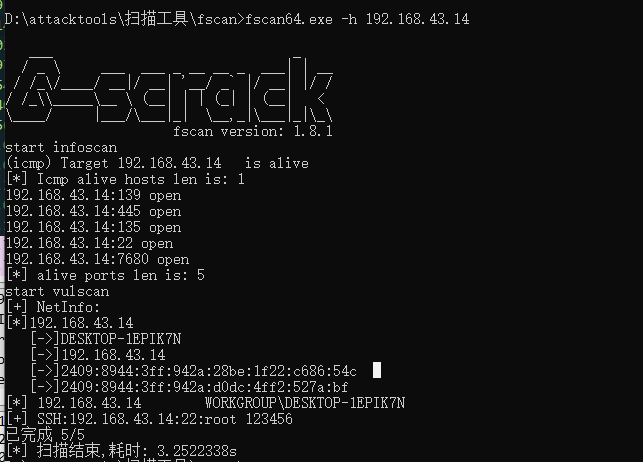 D:\attacktools\扫描工具\fscan>fscan64.exe -h 192.168.43.14
fscan version: 1.8.1
start infoscan
(icmp) Target 192.168.43.14 is alive
[*] Icmp alive hosts len is: 1
192.168.43.14:139 open
192.168.43.14:445 open
192.168.43.14:135 open
192.168.43.14:22 open
192.168.43.14:7680 open
[*] alive ports len is: 5
start vulscan
[+] NetInfo:
[*]192.168.43.14
[->]DESKTOP-1EPIK7N
[->]192.168.43.14
[->]2409:8944:3ff:942a:28be:1f22:c686:54c
[->]2409:8944:3ff:942a:d0dc:4ff2:527a:bf
[*] 192.168.43.14 WORKGROUP\DESKTOP-1EPIK7N
[+] SSH:192.168.43.14:22:root 123456
已完成 5/5
[*] 扫描结束,耗时: 3.2522338s